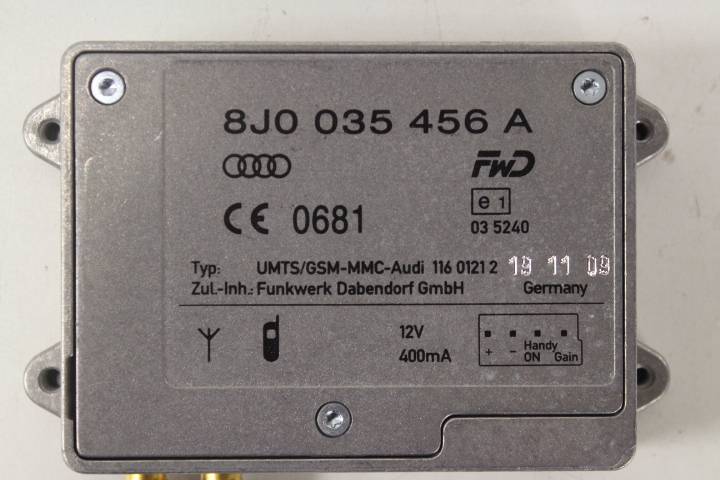 8J0 035 456 A
FWD
CE 0681
e 1
03 5240
Typ: UMTS/GSM-MMC-Audi 116 0121 2 19 11 09
Zul.-Inh.: Funkwerk Dabendorf GmbH Germany
12V
400mA
+ - Handy ON Gain